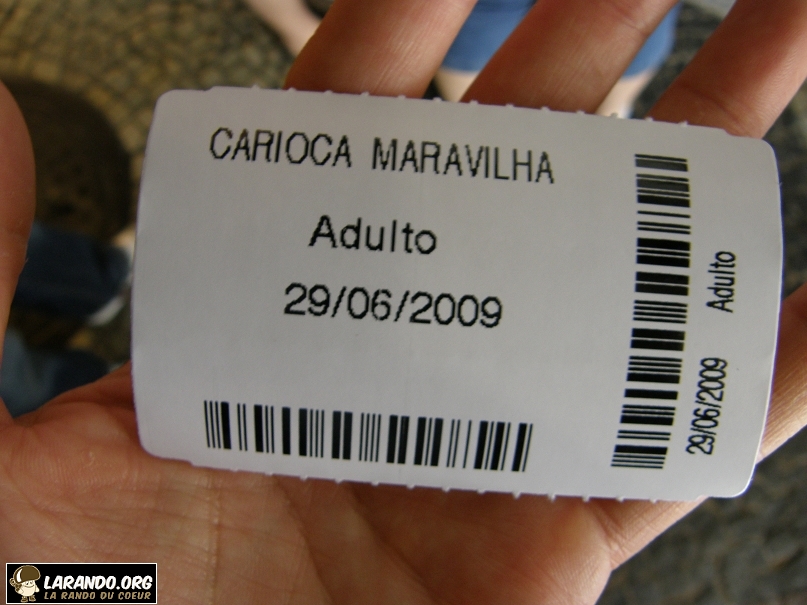 CARIOCA MARAVILHA
Adulto
29/06/2009
29/06/2009 Adulto
LARANDO.ORG
LA RANDO DU COEUR